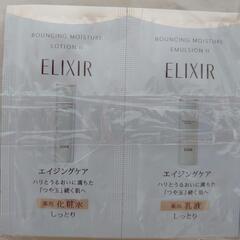 BOUNCING MOISTURE
LOTION II
ELIXIR
エイジングケア
ハリとうるおいに満ちた
「つや玉」続く肌へ
薬用 化粧水
しっとり
BOUNCING MOISTURE
EMULSION II
ELIXIR
エイジングケア
ハリとうるおいに満ちた
「つや玉」続く肌へ
薬用 乳液
しっとり